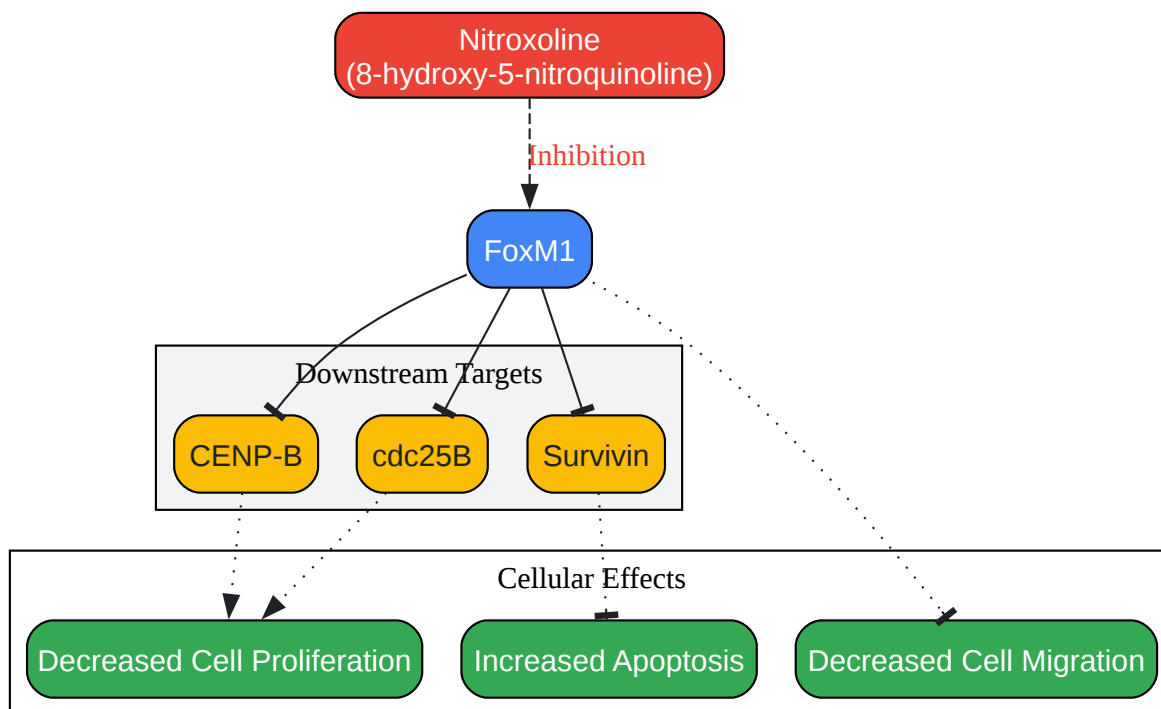 Nitroxoline
(8-hydroxy-5-nitroquinoline)
Inhibition
FoxM1
Downstream Targets
CENP-B
cdc25B
Survivin
Cellular Effects
Decreased Cell Proliferation
Increased Apoptosis
Decreased Cell Migration